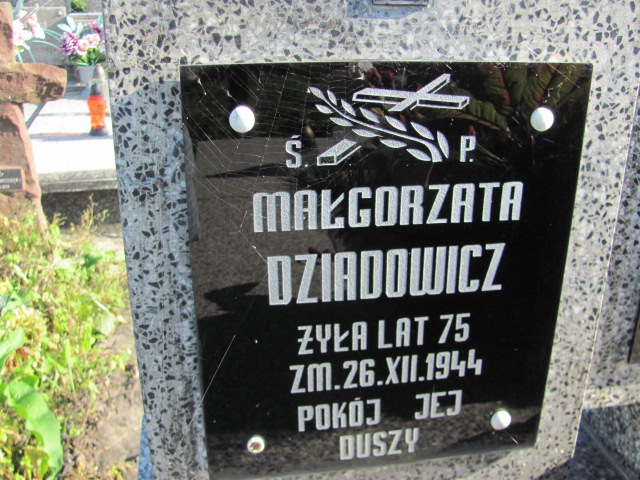 Ś. P.
MAŁGORZATA
DZIADOWICZ
ŻYŁA LAT 75
ZM. 26. XII. 1944
POKÓJ JEJ
DUSZY